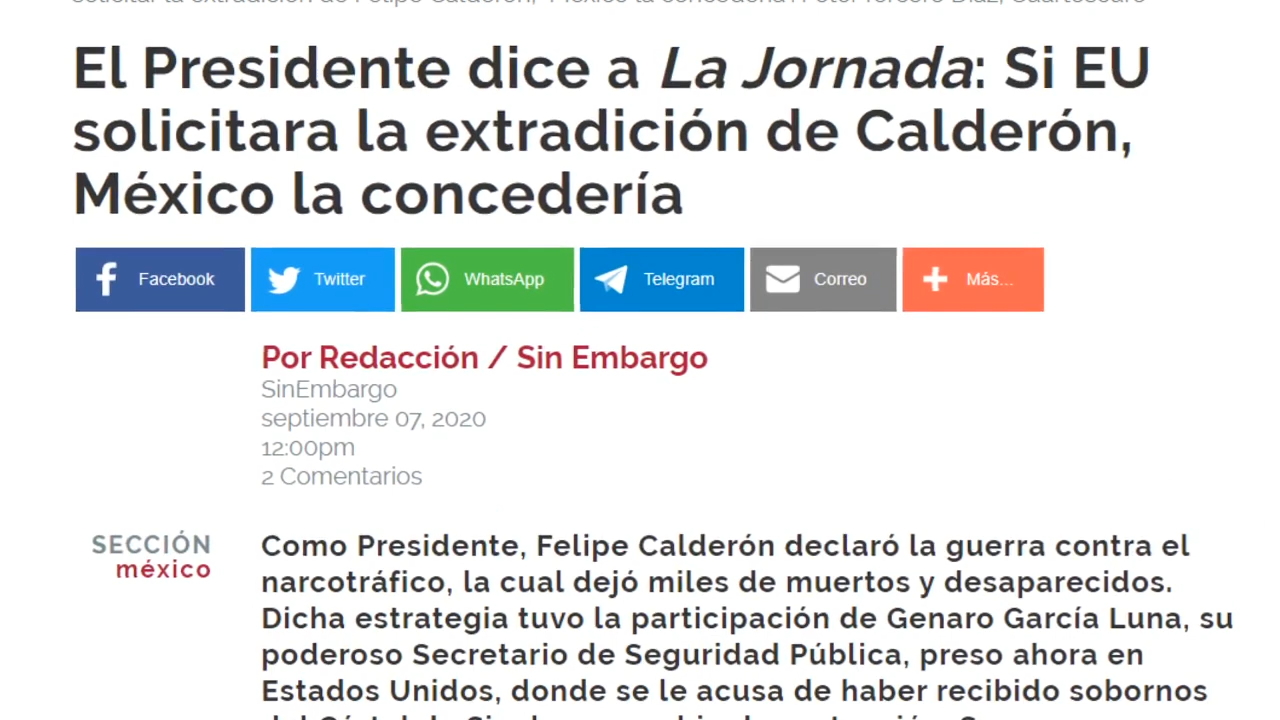 El Presidente dice a La Jornada: Si EU
solicitara la extradición de Calderón,
México la concedería
Facebook
Twitter
WhatsApp
Telegram
Correo
Más...
Por Redacción / Sin Embargo
SinEmbargo
septiembre 07, 2020
12:00pm
2 Comentarios
SECCIÓN
méxico
Como Presidente, Felipe Calderón declaró la guerra contra el
narcotráfico, la cual dejó miles de muertos y desaparecidos.
Dicha estrategia tuvo la participación de Genaro García Luna, su
poderoso Secretario de Seguridad Pública, preso ahora en
Estados Unidos, donde se le acusa de haber recibido sobornos